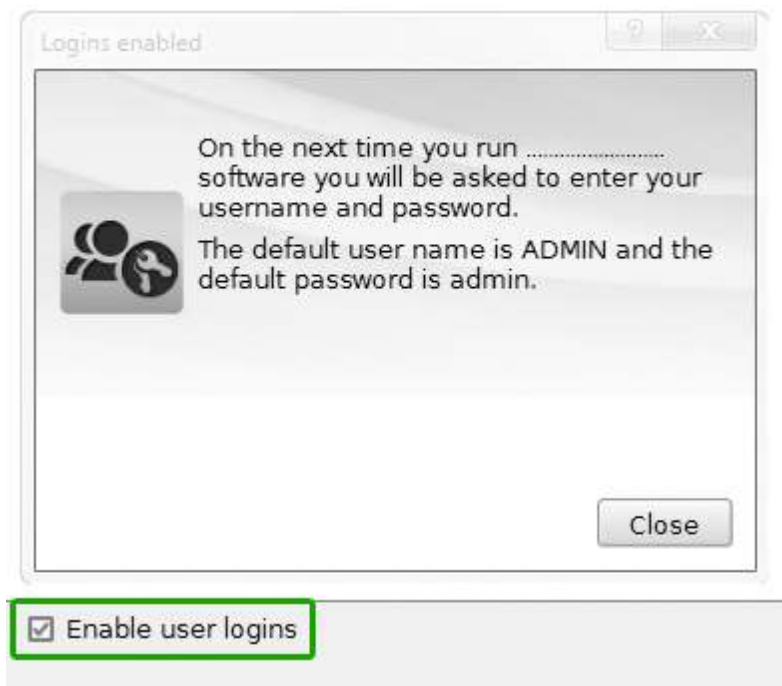 Logins enabled
On the next time you run ........................
software you will be asked to enter your
username and password.
The default user name is ADMIN and the
default password is admin.
Close
Enable user logins